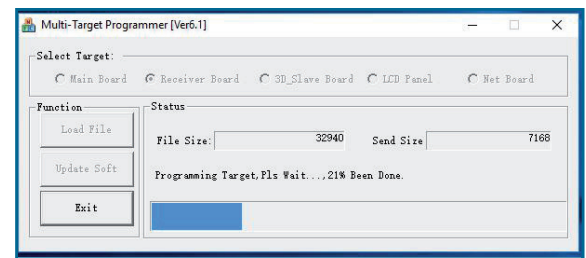 Multi-Target Programmer [Ver6.1]
Select Target:
Main Board Receiver Board 3D_Slave Board LCD Panel Net Board
Function
Status
Load File
File Size: 32940 Send Size 7168
Update Soft
Programming Target,Pls Wait...,21% Been Done.
Exit